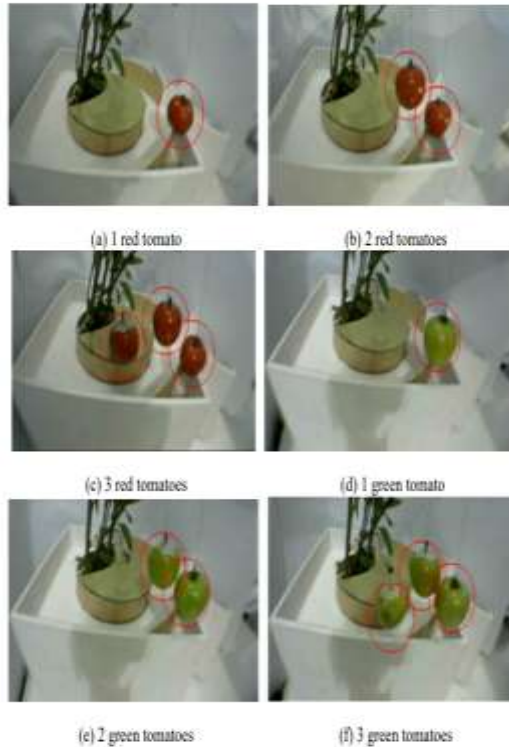 (a) 1 red tomato
(b) 2 red tomatoes
(c) 3 red tomatoes
(d) 1 green tomato
(e) 2 green tomatoes
(f) 3 green tomatoes